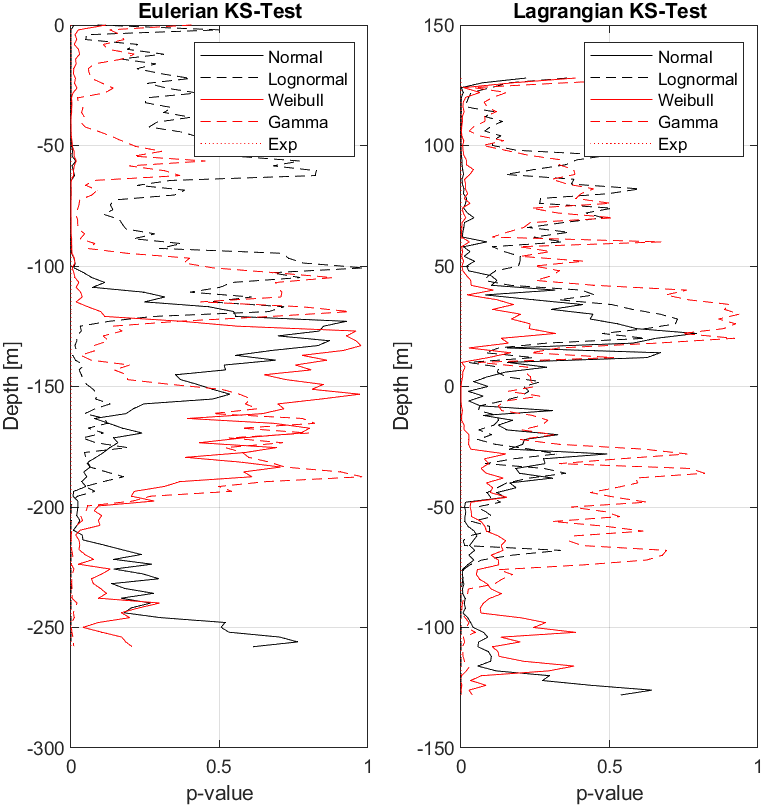 Eulerian KS-Test
0
-50
-100
-150
-200
-250
-300
Depth [m]
Normal
Lognormal
Weibull
Gamma
Exp
0
0.5
1
p-value
Lagrangian KS-Test
150
100
50
0
-50
-100
-150
Depth [m]
Normal
Lognormal
Weibull
Gamma
Exp
0
0.5
1
p-value